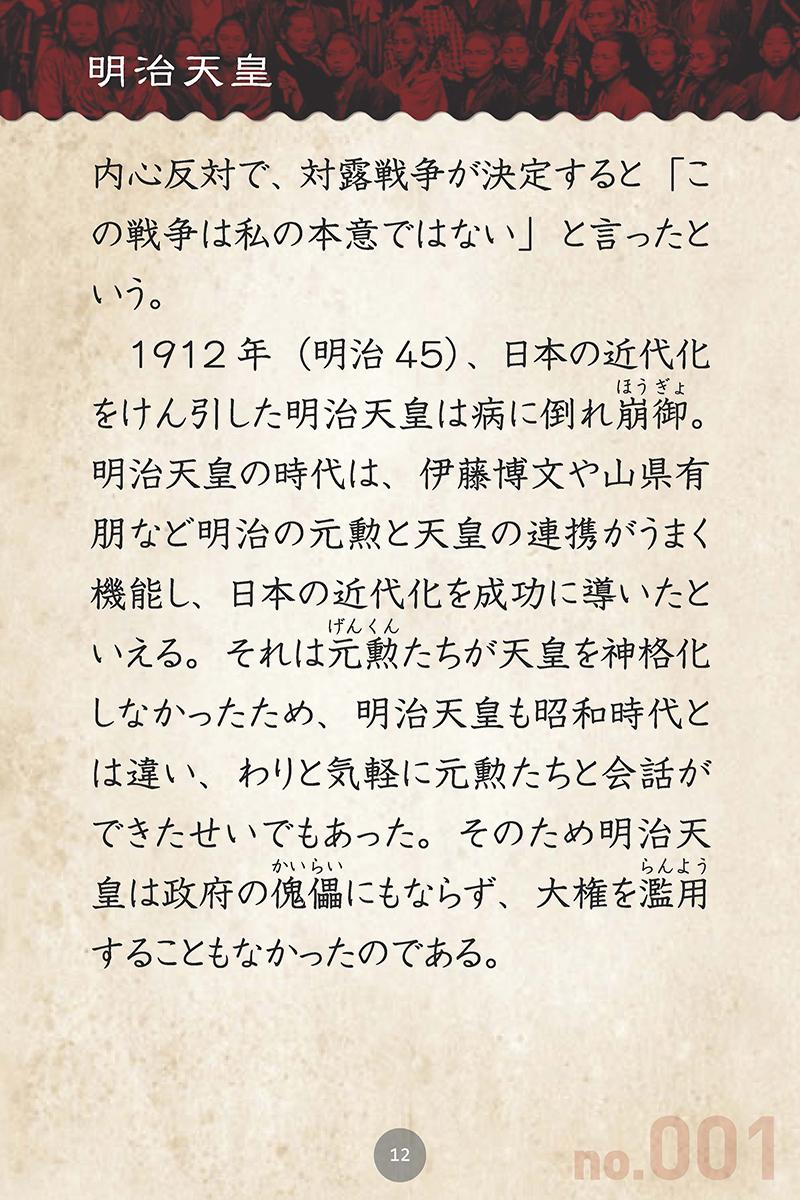 明治天皇
内心反対で、対露戦争が決定すると「こ
の戦争は私の本意ではない」と言ったと
いう。
　1912年（明治45）、日本の近代化
ほうぎょ
をけん引した明治天皇は病に倒れ崩御。
明治天皇の時代は、伊藤博文や山県有
朋など明治の元勲と天皇の連携がうまく
機能し、日本の近代化を成功に導いたと
げんくん
いえる。それは元勲たちが天皇を神格化
しなかったため、明治天皇も昭和時代と
は違い、わりと気軽に元勲たちと会話が
できたせいでもあった。そのため明治天
かいらい　らんよう
皇は政府の傀儡にもならず、大権を濫用
することもなかったのである。
12
no.001